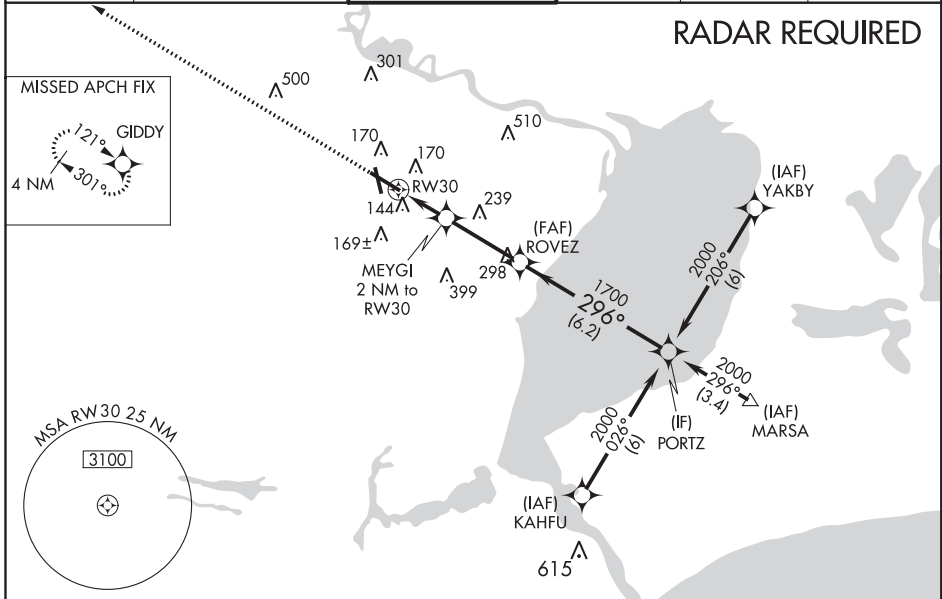 RADAR REQUIRED
MISSED APCH FIX
GIDDY
121°
301°
4 NM
500
301
510
170
170
RW30
144
239
169±
MEYGI
2 NM to
RW30
399
298
(FAF)
ROVEZ
(IAF)
YAKBY
2000
206°
(6)
1700
296°
(6.2)
2000
296°
(3.4)
(IAF)
MARSA
(IF)
PORTZ
2000
026°
(6)
(IAF)
KAHFU
615
MSA RW30 25 NM
3100